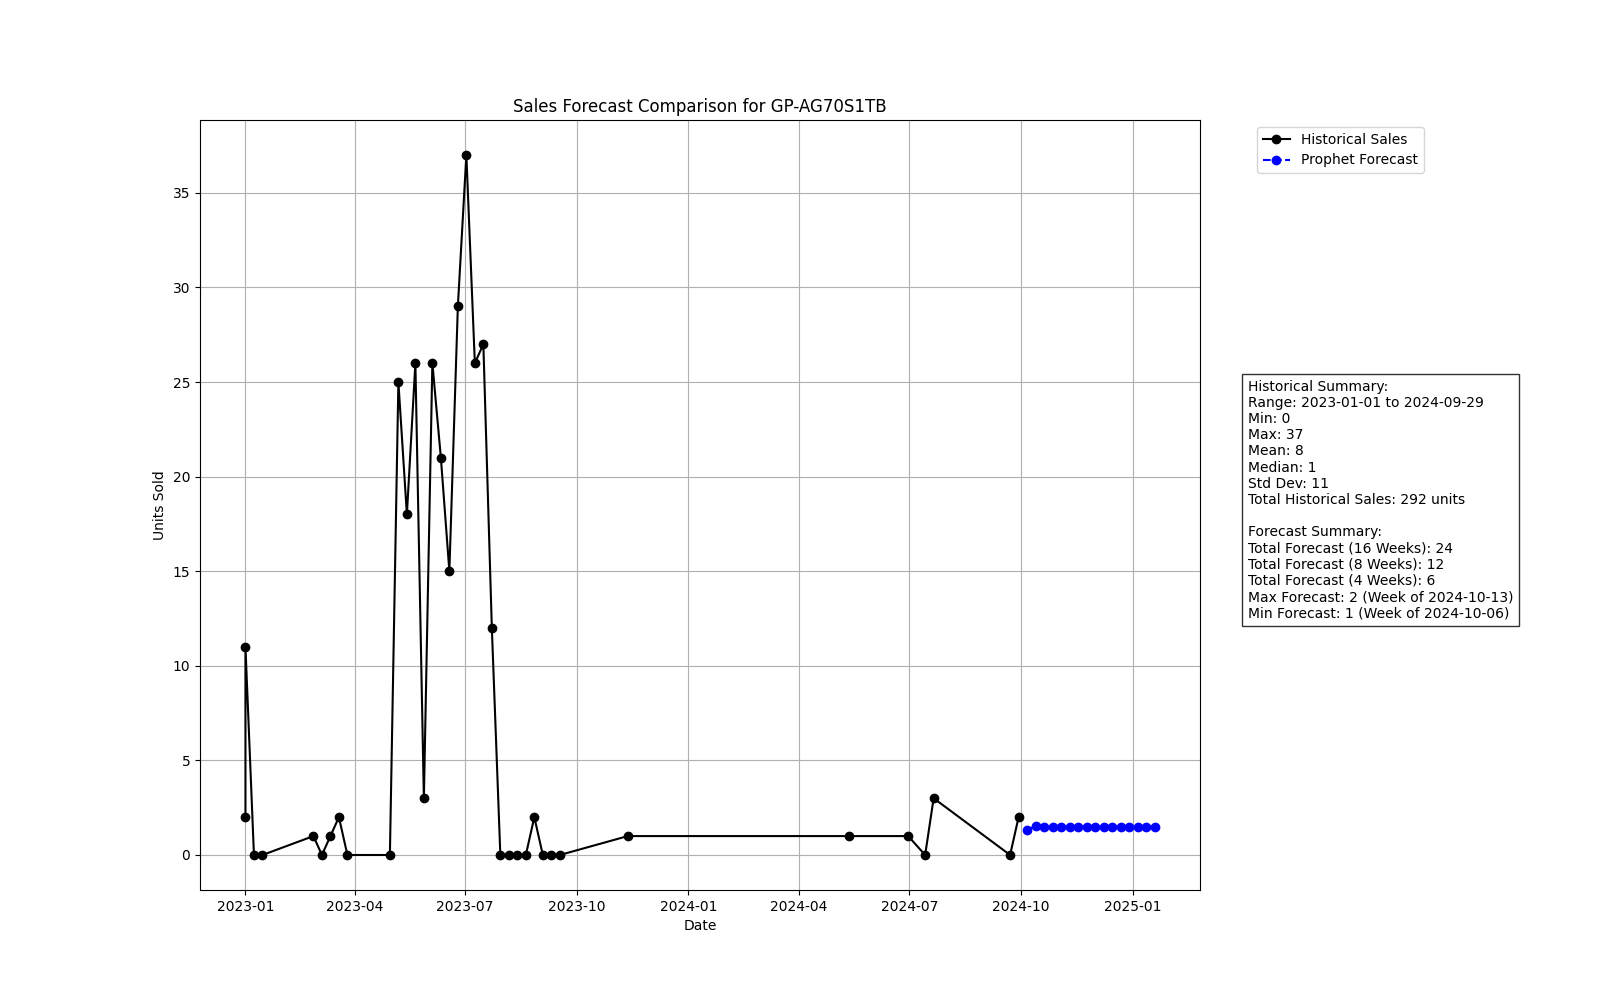 Sales Forecast Comparison for GP-AG70S1TB
Historical Sales
Prophet Forecast
Units Sold
35
30
25
20
15
10
5
0
2023-01
2023-04
2023-07
2023-10
2024-01
2024-04
2024-07
2024-10
2025-01
Date
Historical Summary:
Range: 2023-01-01 to 2024-09-29
Min: 0
Max: 37
Mean: 8
Median: 1
Std Dev: 11
Total Historical Sales: 292 units
Forecast Summary:
Total Forecast (16 Weeks): 24
Total Forecast (8 Weeks): 12
Total Forecast (4 Weeks): 6
Max Forecast: 2 (Week of 2024-10-13)
Min Forecast: 1 (Week of 2024-10-06)